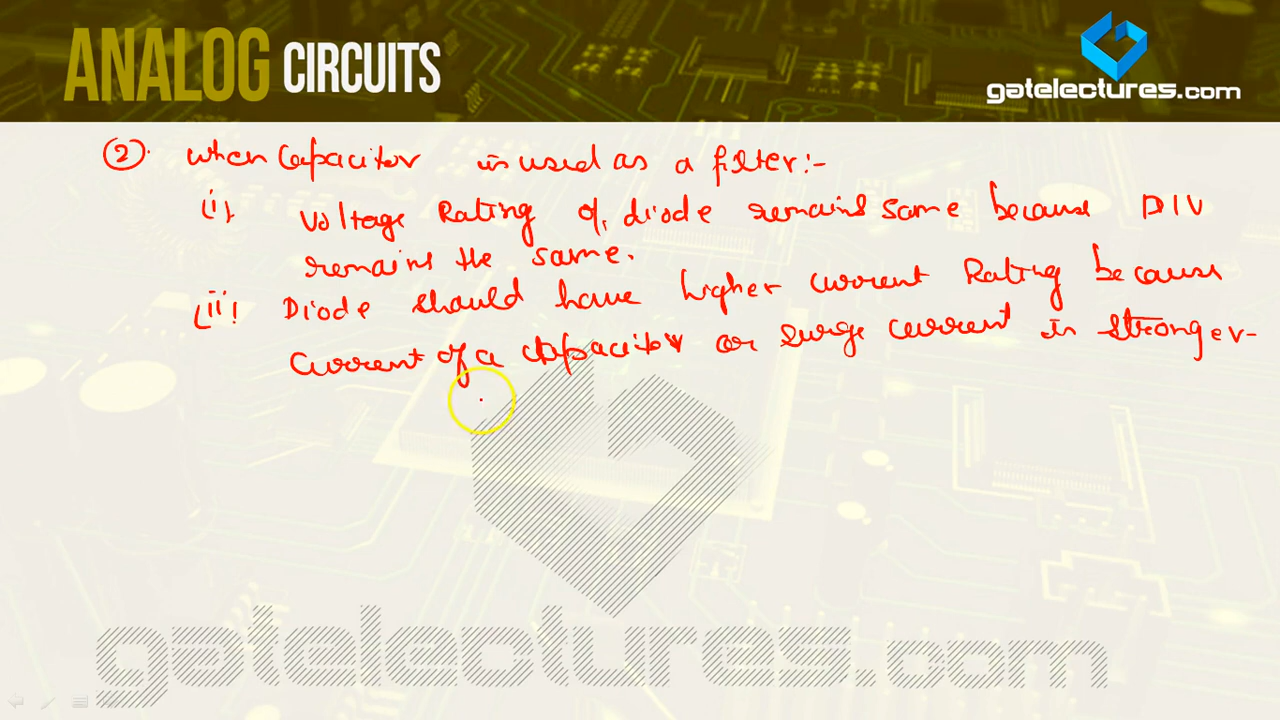 ANALOG CIRCUITS
gatelectures.com
(2). when Capacitor is used as a filter:-
(i), Voltage Rating of diode remains same because DIV
remains the same.
(ii) Diode should have higher current Rating because
Current of a Capacitor or surge current is stronger-
gatelectures.com